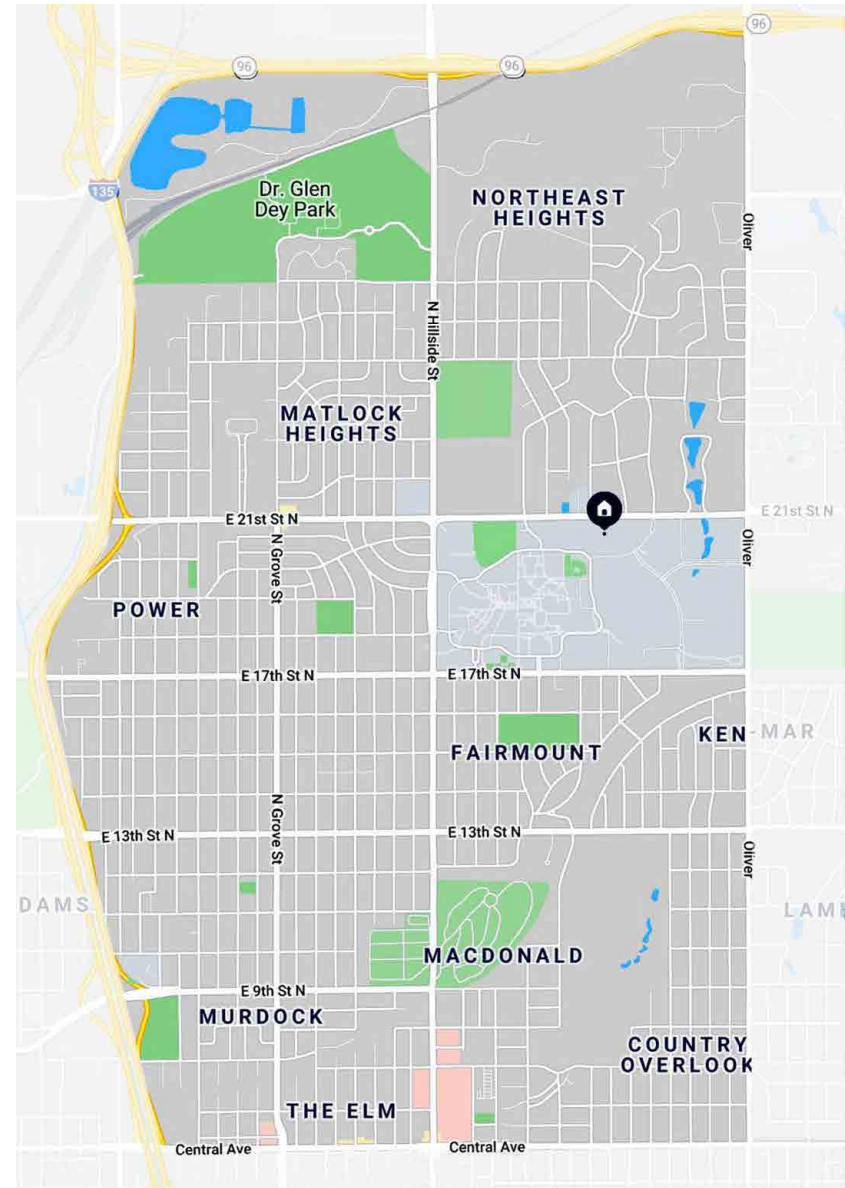 96
96
96
135
Dr. Glen
Dey Park
NORTHEAST
HEIGHTS
Oliver
N Hillside St
MATLOCK
HEIGHTS
E 21st St N
E 21st St N
N Grove St
Oliver
POWER
E 17th St N
E 17th St N
FAIRMOUNT
KEN-MAR
N Grove St
E 13th St N
E 13th St N
Oliver
DAMS
LAM
MACDONALD
E 9th St N
MURDOCK
COUNTRY
OVERLOOK
THE ELM
Central Ave
Central Ave